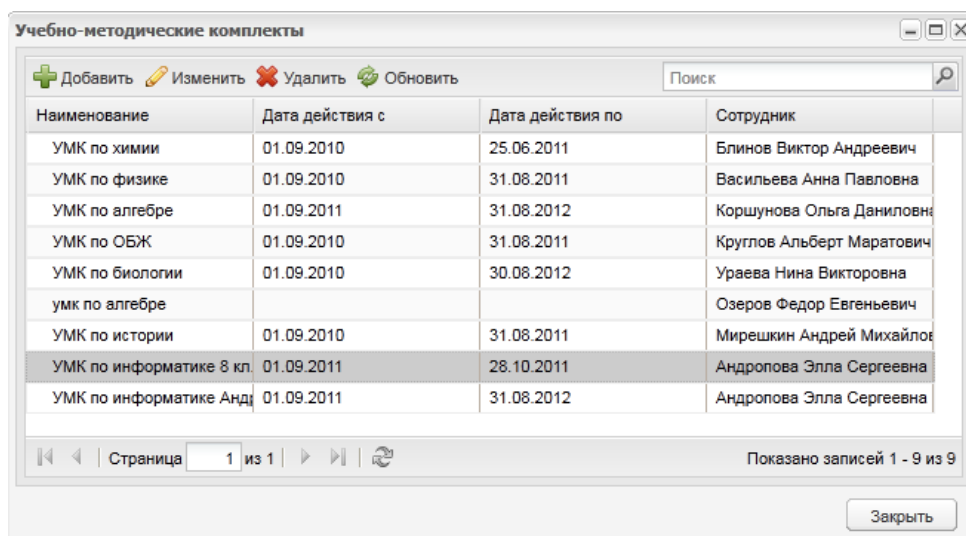 Учебно-методические комплекты
Добавить Изменить Удалить Обновить Поиск
Наименование Дата действия с Дата действия по Сотрудник
УМК по химии 01.09.2010 25.06.2011 Блинов Виктор Андреевич
УМК по физике 01.09.2010 31.08.2011 Васильева Анна Павловна
УМК по алгебре 01.09.2011 31.08.2012 Коршунова Ольга Даниловна
УМК по ОБЖ 01.09.2010 31.08.2011 Круглов Альберт Маратович
УМК по биологии 01.09.2010 30.08.2012 Ураева Нина Викторовна
умк по алгебре Озеров Федор Евгеньевич
УМК по истории 01.09.2010 31.08.2011 Мирешкин Андрей Михайлов
УМК по информатике 8 кл. 01.09.2011 28.10.2011 Андропова Элла Сергеевна
УМК по информатике Андр 01.09.2011 31.08.2012 Андропова Элла Сергеевна
Страница 1 из 1 Показано записей 1 - 9 из 9
Закрыть